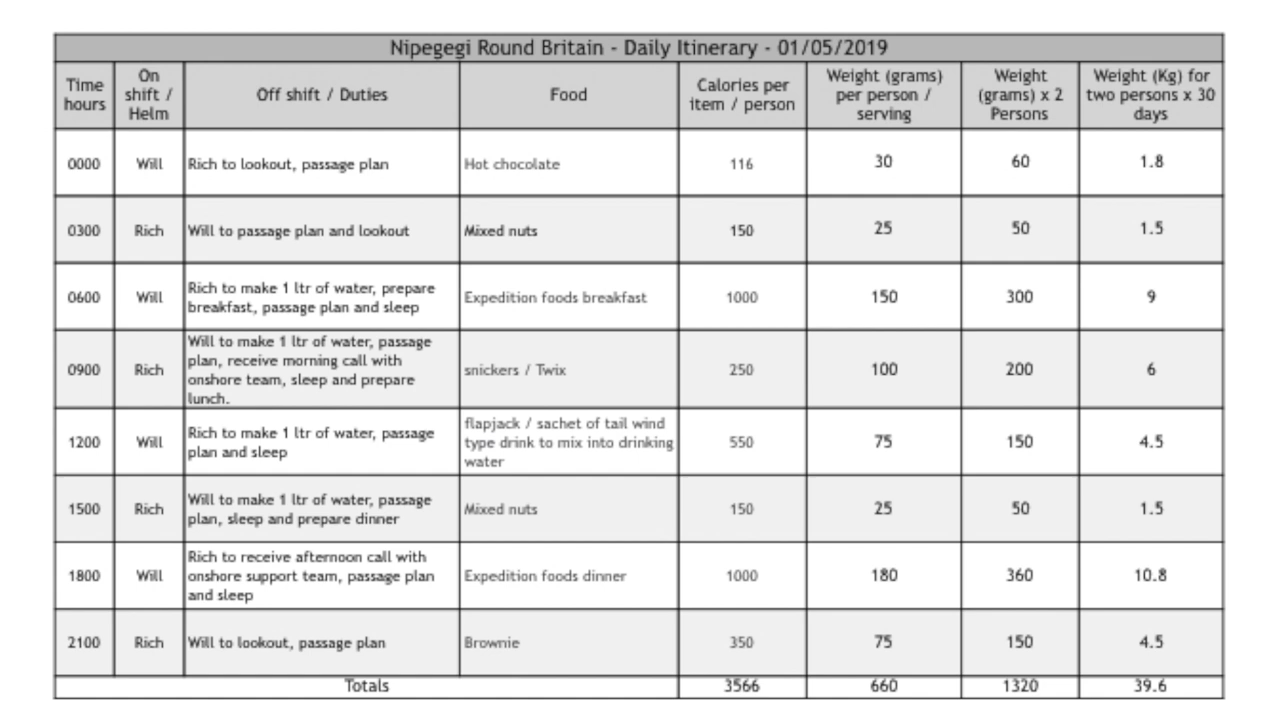 Nipegegi Round Britain - Daily Itinerary - 01/05/2019
Time hours | On shift / Helm | Off shift / Duties | Food | Calories per item / person | Weight (grams) per person / serving | Weight (grams) x 2 Persons | Weight (Kg) for two persons x 30 days
0000 | Will | Rich to lookout, passage plan | Hot chocolate | 116 | 30 | 60 | 1.8
0300 | Rich | Will to passage plan and lookout | Mixed nuts | 150 | 25 | 50 | 1.5
0600 | Will | Rich to make 1 ltr of water, prepare breakfast, passage plan and sleep | Expedition foods breakfast | 1000 | 150 | 300 | 9
0900 | Rich | Will to make 1 ltr of water, passage plan, receive morning call with onshore team, sleep and prepare lunch. | snickers / Twix | 250 | 100 | 200 | 6
1200 | Will | Rich to make 1 ltr of water, passage plan and sleep | flapjack / sachet of tail wind type drink to mix into drinking water | 550 | 75 | 150 | 4.5
1500 | Rich | Will to make 1 ltr of water, passage plan, sleep and prepare dinner | Mixed nuts | 150 | 25 | 50 | 1.5
1800 | Will | Rich to receive afternoon call with onshore support team, passage plan and sleep | Expedition foods dinner | 1000 | 180 | 360 | 10.8
2100 | Rich | Will to lookout, passage plan | Brownie | 350 | 75 | 150 | 4.5
Totals | 3566 | 660 | 1320 | 39.6